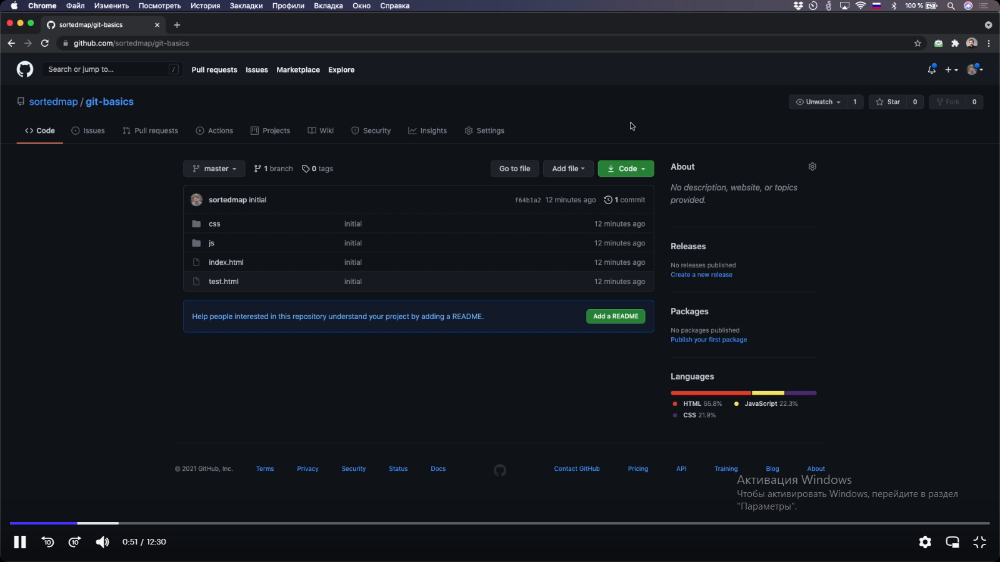 Chrome Файл Изменить Посмотреть История Закладки Профили Вкладка Окно Справка 100 %
sortedmap/git-basics
github.com/sortedmap/git-basics
Search or jump to... / Pull requests Issues Marketplace Explore
sortedmap / git-basics Unwatch 1 Star 0 Fork 0
Code Issues Pull requests Actions Projects Wiki Security Insights Settings
master 1 branch 0 tags Go to file Add file Code
sortedmap initial f64b1a2 12 minutes ago 1 commit
css initial 12 minutes ago
js initial 12 minutes ago
index.html initial 12 minutes ago
test.html initial 12 minutes ago
Help people interested in this repository understand your project by adding a README. Add a README
About
No description, website, or topics
provided.
Releases
No releases published
Create a new release
Packages
No packages published
Publish your first package
Languages
HTML 55.8% JavaScript 22.3%
CSS 21.9%
© 2021 GitHub, Inc. Terms Privacy Security Status Docs Contact GitHub Pricing API Training Blog About
Активация Windows
Чтобы активировать Windows, перейдите в раздел
"Параметры".
10 10 0:51 / 12:30